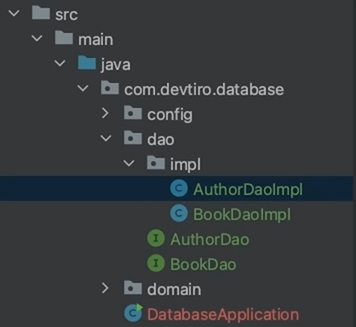 src
main
java
com.devtiro.database
config
dao
impl
AuthorDaoImpl
BookDaoImpl
AuthorDao
BookDao
domain
DatabaseApplication